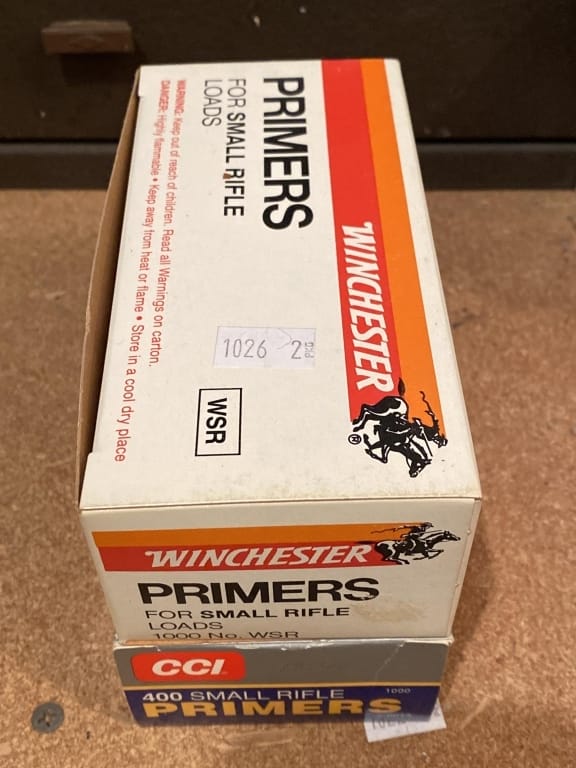 PRIMERS
FOR SMALL RIFLE
LOADS
WARNING: Keep out of reach of children. Read all Warnings on carton.
DANGER: Highly flammable • Keep away from heat or flame • Store in a cool dry place
WINCHESTER
®
1026 2
WSR
WINCHESTER
PRIMERS
FOR SMALL RIFLE
LOADS
1000 No. WSR
CCI
400 SMALL RIFLE 1000
PRIMERS